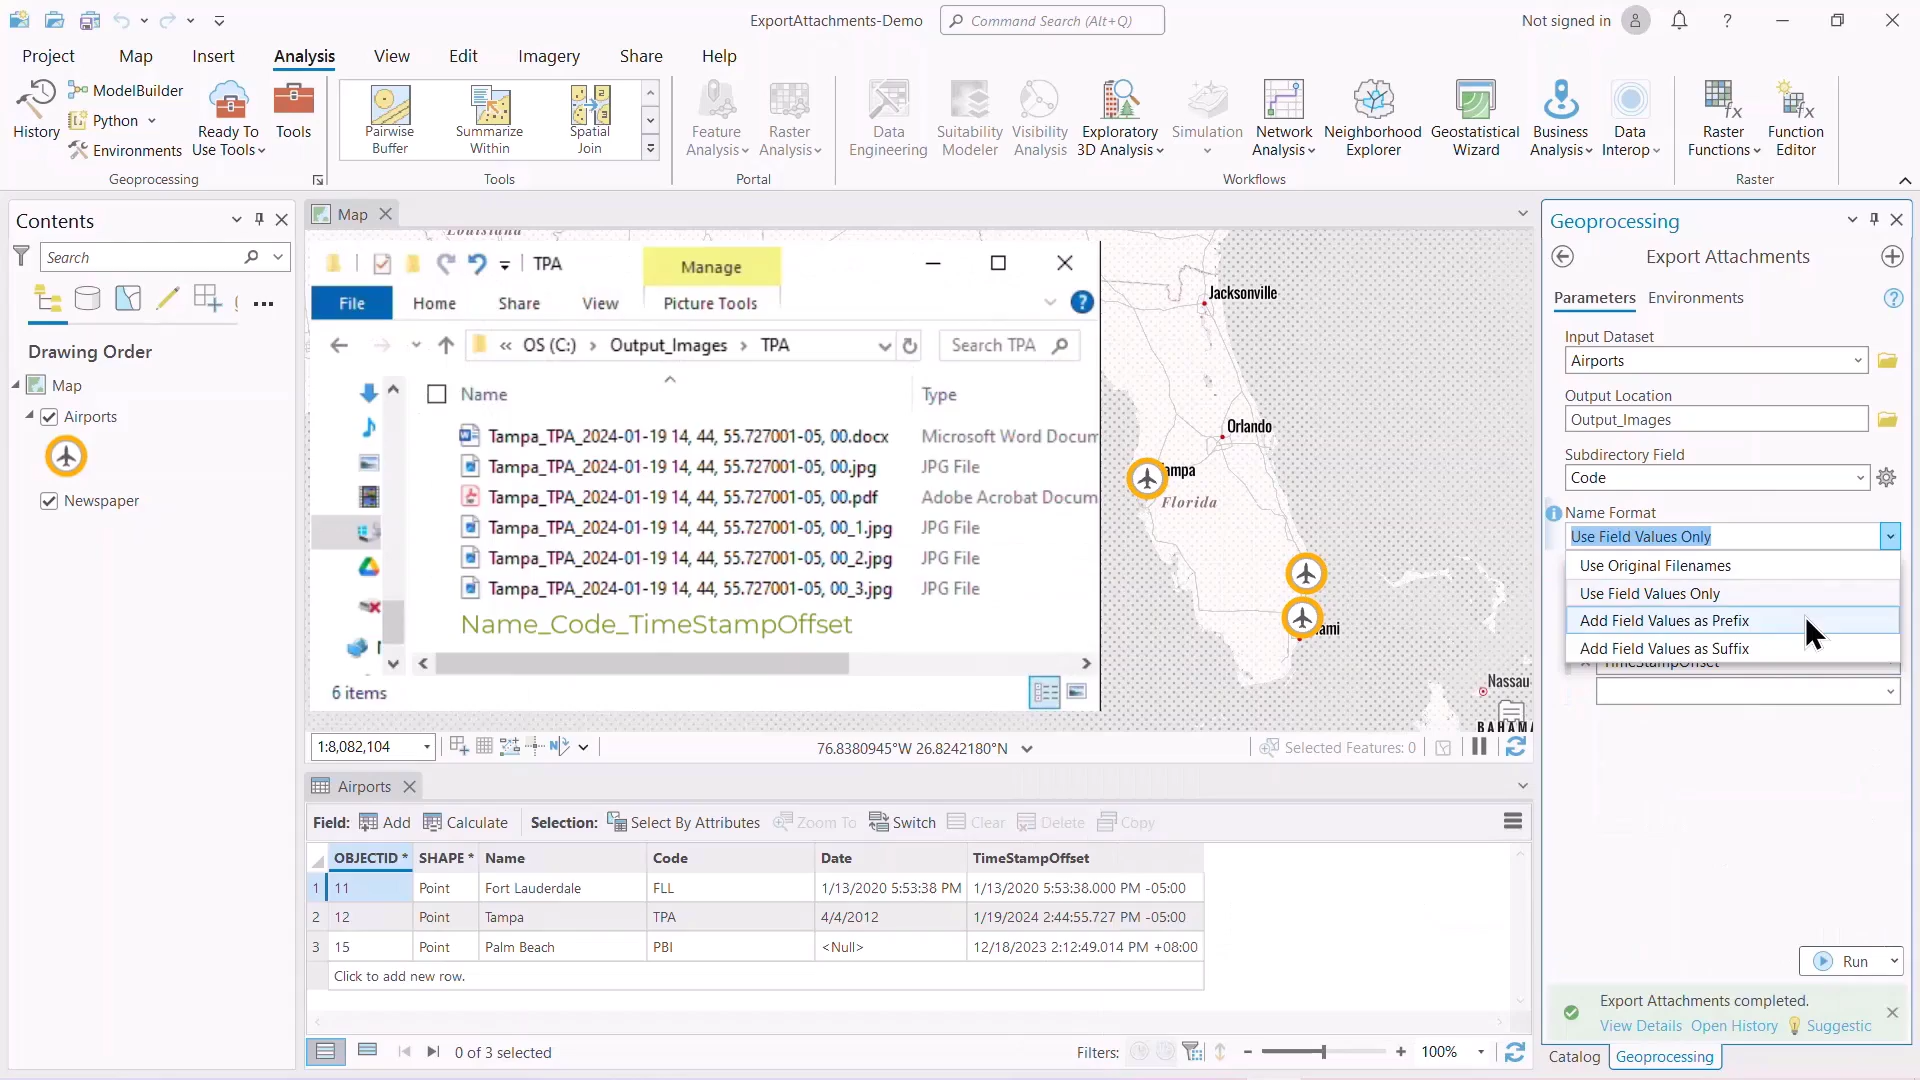 ExportAttachments-Demo
Command Search (Alt+Q)
Not signed in
Project Map Insert Analysis View Edit Imagery Share Help
History
ModelBuilder
Python
Environments
Ready To Use Tools
Tools
Geoprocessing
Pairwise Buffer
Summarize Within
Spatial Join
Tools
Feature Analysis
Raster Analysis
Portal
Data Engineering
Suitability Modeler
Visibility Analysis
Exploratory 3D Analysis
Simulation
Network Analysis
Neighborhood Explorer
Geostatistical Wizard
Business Analysis
Data Interop
Workflows
Raster Functions
Function Editor
Raster
Contents
Search
Drawing Order
Map
Airports
Newspaper
Map
Louisiana
TPA
Manage
File Home Share View Picture Tools
« OS (C:) > Output_Images > TPA
Search TPA
Name Type
Tampa_TPA_2024-01-19 14, 44, 55.727001-05, 00.docx Microsoft Word Docum
Tampa_TPA_2024-01-19 14, 44, 55.727001-05, 00.jpg JPG File
Tampa_TPA_2024-01-19 14, 44, 55.727001-05, 00.pdf Adobe Acrobat Docum
Tampa_TPA_2024-01-19 14, 44, 55.727001-05, 00_1.jpg JPG File
Tampa_TPA_2024-01-19 14, 44, 55.727001-05, 00_2.jpg JPG File
Tampa_TPA_2024-01-19 14, 44, 55.727001-05, 00_3.jpg JPG File
Name_Code_TimeStampOffset
6 items
Jacksonville
Orlando
ampa
Florida
ami
Nassau
BAHAMA
1:8,082,104
76.8380945°W 26.8242180°N
Selected Features: 0
Airports
Field: Add Calculate Selection: Select By Attributes Zoom To Switch Clear Delete Copy
OBJECTID * SHAPE * Name Code Date TimeStampOffset
1 11 Point Fort Lauderdale FLL 1/13/2020 5:53:38 PM 1/13/2020 5:53:38.000 PM -05:00
2 12 Point Tampa TPA 4/4/2012 1/19/2024 2:44:55.727 PM -05:00
3 15 Point Palm Beach PBI <Null> 12/18/2023 2:12:49.014 PM +08:00
Click to add new row.
0 of 3 selected
Filters:
100%
Geoprocessing
Export Attachments
Parameters Environments
Input Dataset
Airports
Output Location
Output_Images
Subdirectory Field
Code
Name Format
Use Field Values Only
Use Original Filenames
Use Field Values Only
Add Field Values as Prefix
Add Field Values as Suffix
TimeStampOffset
Run
Export Attachments completed.
View Details Open History Suggestic
Catalog Geoprocessing